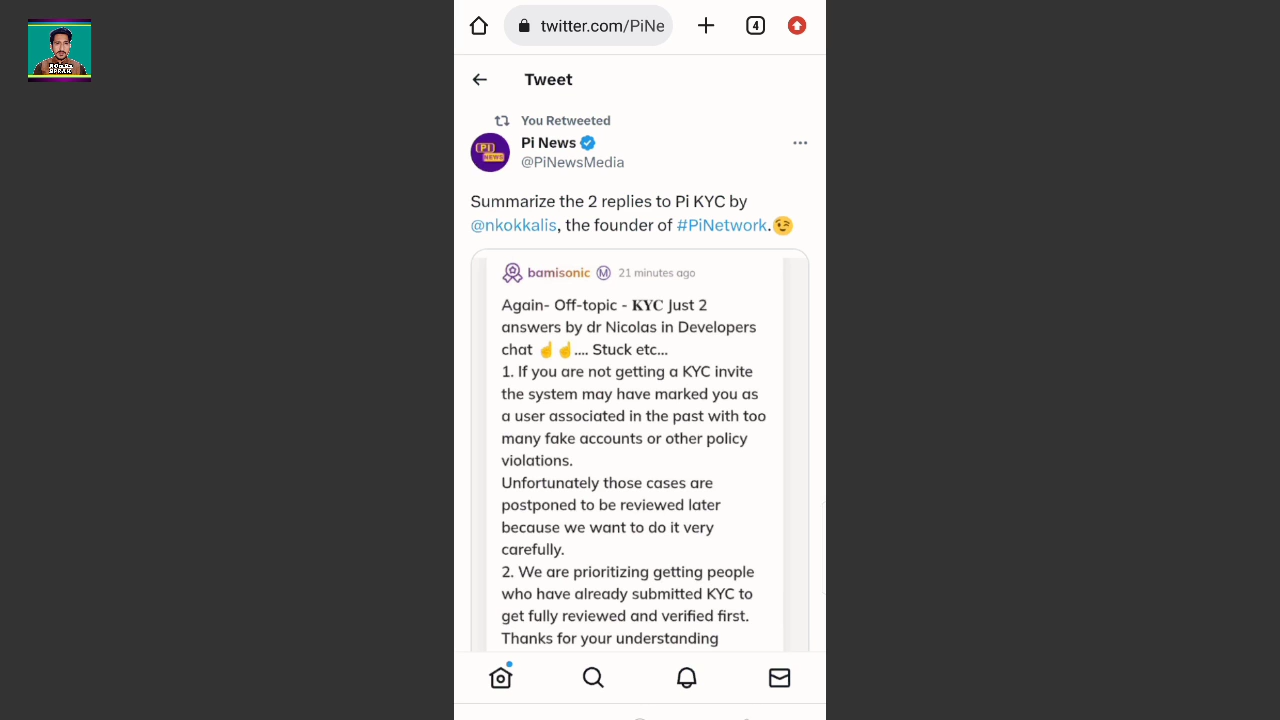 twitter.com/PiNe
4
Tweet
You Retweeted
Pi News
@PiNewsMedia
Summarize the 2 replies to Pi KYC by
@nkokkalis, the founder of #PiNetwork.😉
bamisonic M 21 minutes ago
Again- Off-topic - 𝐊𝐘𝐂 Just 2
answers by dr Nicolas in Developers
chat ☝️☝️.... Stuck etc...
1. If you are not getting a KYC invite
the system may have marked you as
a user associated in the past with too
many fake accounts or other policy
violations.
Unfortunately those cases are
postponed to be reviewed later
because we want to do it very
carefully.
2. We are prioritizing getting people
who have already submitted KYC to
get fully reviewed and verified first.
Thanks for your understanding